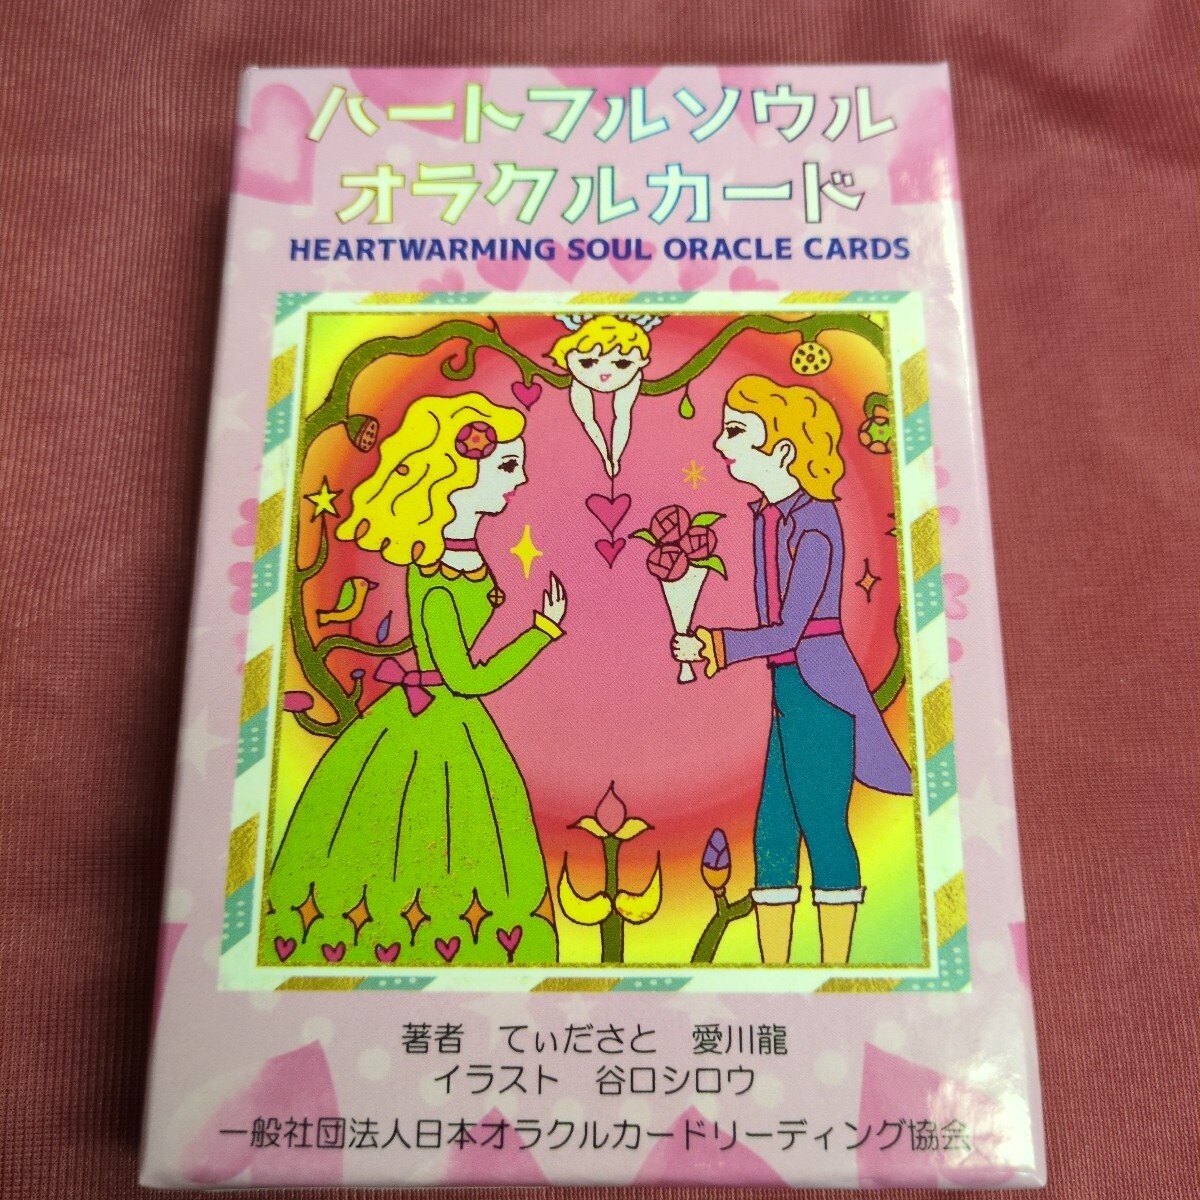 ハートフルソウル
オラクルカード
HEARTWARMING SOUL ORACLE CARDS
著者　てぃださと　愛川龍
イラスト　谷口シロウ
一般社団法人日本オラクルカードリーディング協会